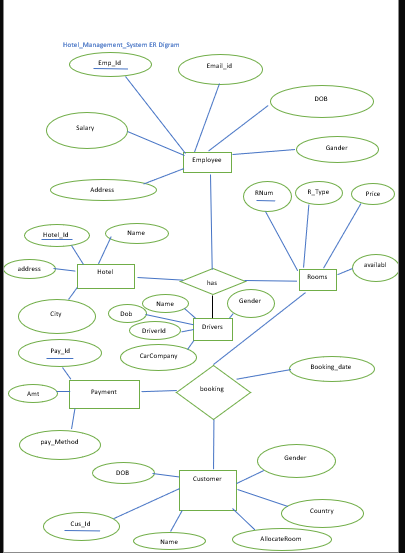 Hotel_Management_System ER Digram
Emp_Id
Email_id
DOB
Salary
Gander
Employee
Address
RNum
R_Type
Price
Hotel_Id
Name
address
Hotel
has
Rooms
availabl
City
Name
Gender
Dob
DriverId
Drivers
CarCompany
Pay_Id
Booking_date
Amt
Payment
booking
pay_Method
Gender
DOB
Customer
Cus_Id
Country
Name
AllocateRoom